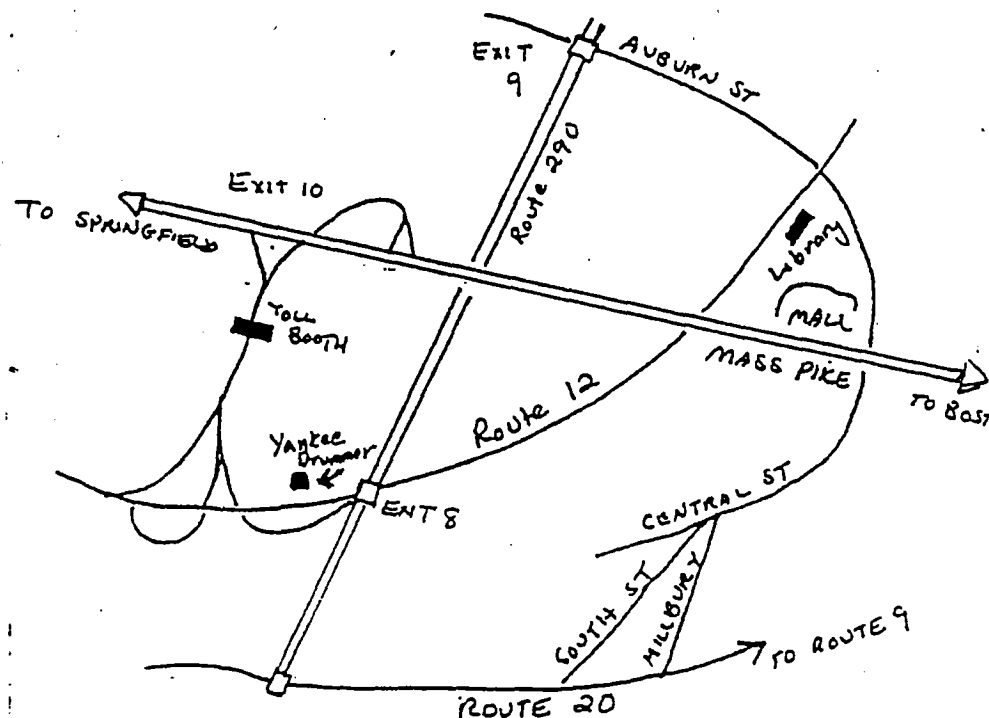 EXIT
9
AUBURN ST
Route 290
Exit 10
TO SPRINGFIELD
Library
MALL
TOLL
BOOTH
MASS PIKE
TO BOST
Route 12
Yankee
Drummer
EXIT 8
CENTRAL ST
SOUTH ST
MILLBURY
TO ROUTE 9
ROUTE 20